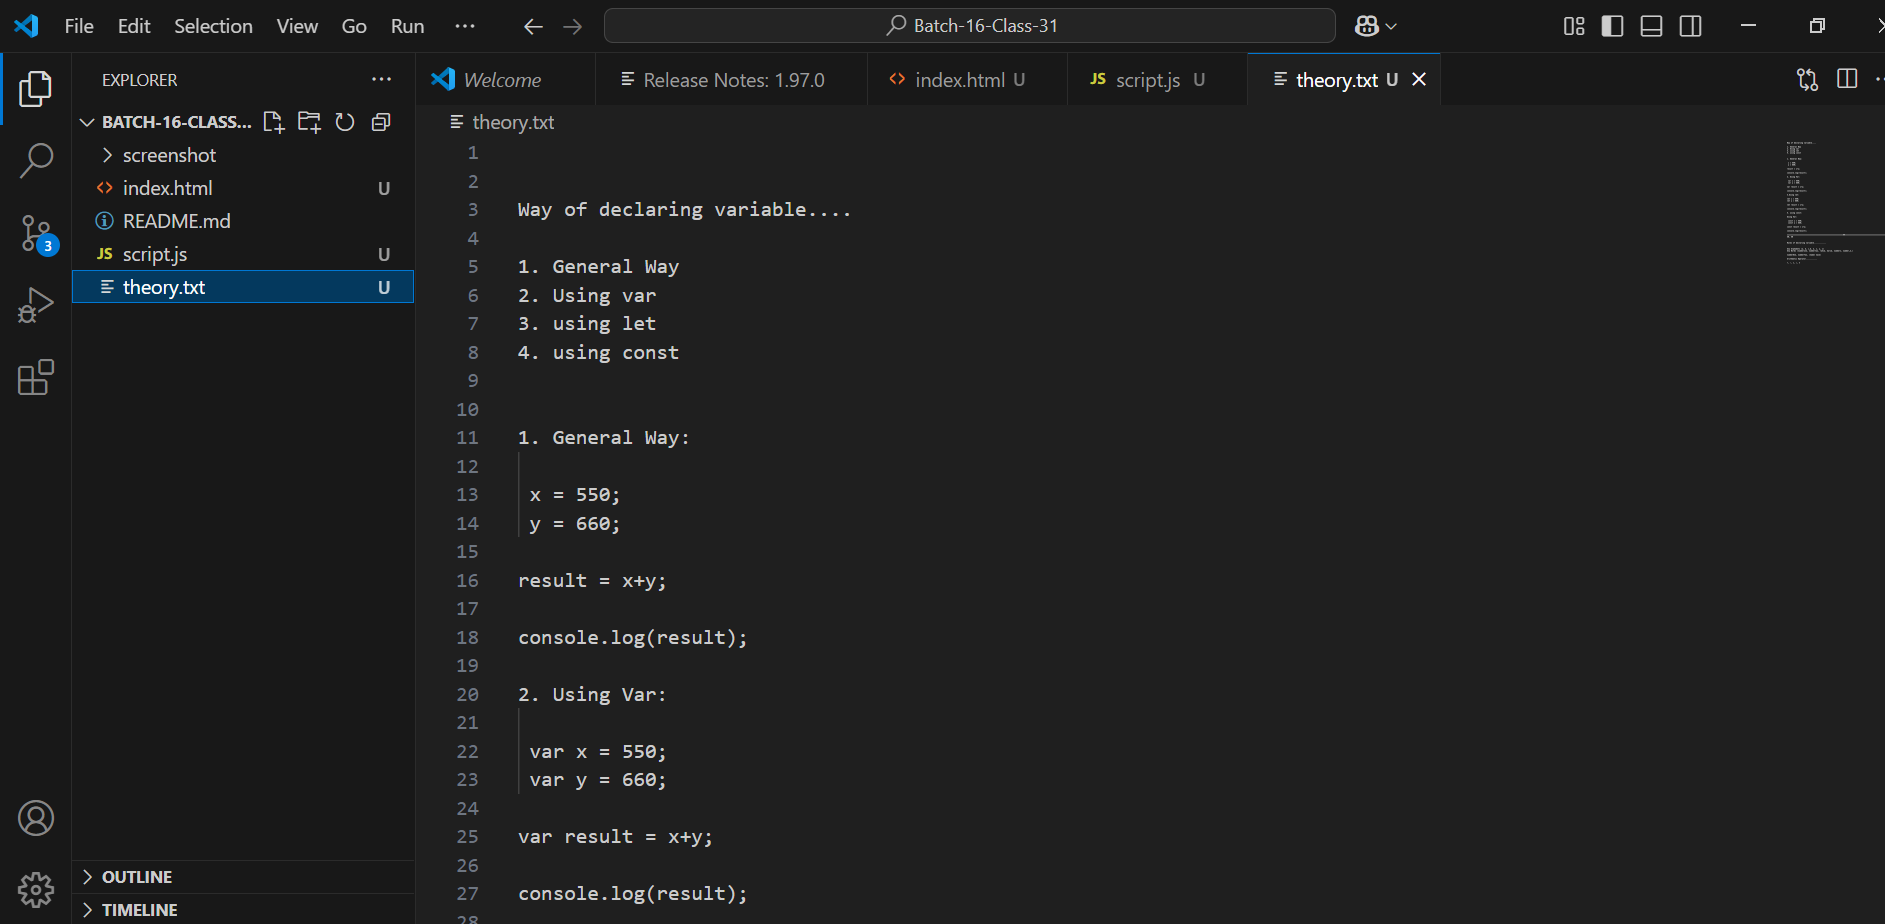 File Edit Selection View Go Run ...
Batch-16-Class-31
EXPLORER
BATCH-16-CLASS...
screenshot
index.html U
README.md
JS script.js U
theory.txt U
3
OUTLINE
TIMELINE
Welcome
Release Notes: 1.97.0
index.html U
JS script.js U
theory.txt U
theory.txt
1
2
3 Way of declaring variable....
4
5 1. General Way
6 2. Using var
7 3. using let
8 4. using const
9
10
11 1. General Way:
12
13 x = 550;
14 y = 660;
15
16 result = x+y;
17
18 console.log(result);
19
20 2. Using Var:
21
22 var x = 550;
23 var y = 660;
24
25 var result = x+y;
26
27 console.log(result);
28